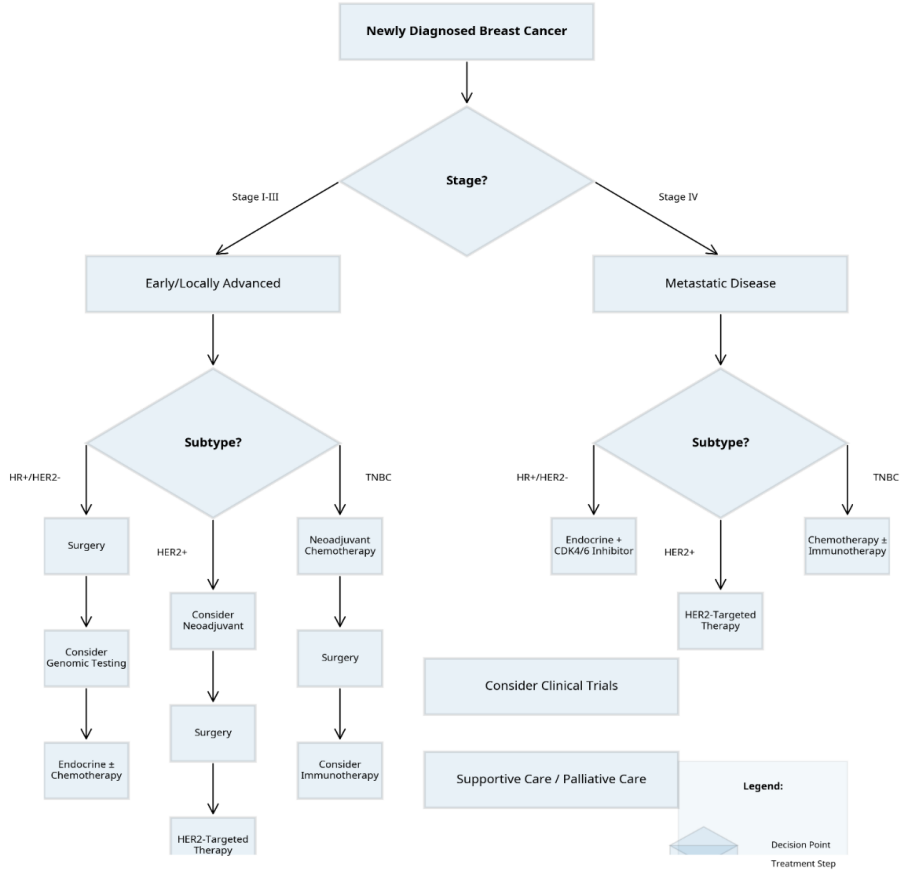 Newly Diagnosed Breast Cancer
Stage?
Stage I-III
Stage IV
Early/Locally Advanced
Metastatic Disease
Subtype?
Subtype?
HR+/HER2-
TNBC
HR+/HER2-
TNBC
Surgery
HER2+
Neoadjuvant
Chemotherapy
Endocrine +
CDK4/6 Inhibitor
HER2+
Chemotherapy ±
Immunotherapy
Consider
Neoadjuvant
HER2-Targeted
Therapy
Consider
Genomic Testing
Surgery
Consider Clinical Trials
Surgery
Endocrine ±
Chemotherapy
Consider
Immunotherapy
Supportive Care / Palliative Care
Legend:
HER2-Targeted
Therapy
Decision Point
Treatment Step